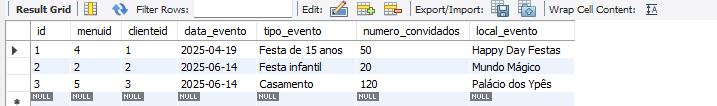 Result Grid Filter Rows: Edit: Export/Import: Wrap Cell Content: IA
id menuid clienteid data_evento tipo_evento numero_convidados local_evento
1 4 1 2025-04-19 Festa de 15 anos 50 Happy Day Festas
2 2 2 2025-06-14 Festa infantil 20 Mundo Mágico
3 5 3 2025-06-14 Casamento 120 Palácio dos Ypês
NULL NULL NULL NULL NULL NULL NULL